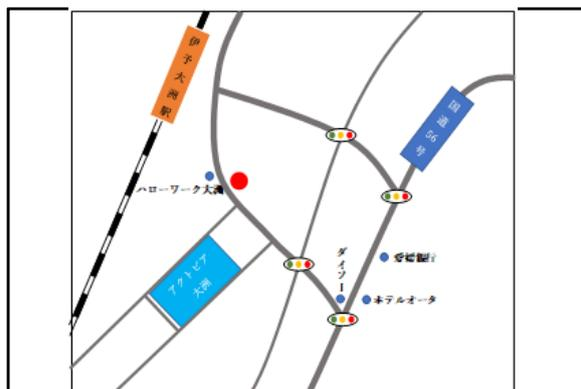 伊予大洲駅
国道56号
ハローワーク大洲
アクトピア
大洲
ダイソー
愛媛銀行
ホテルオータ